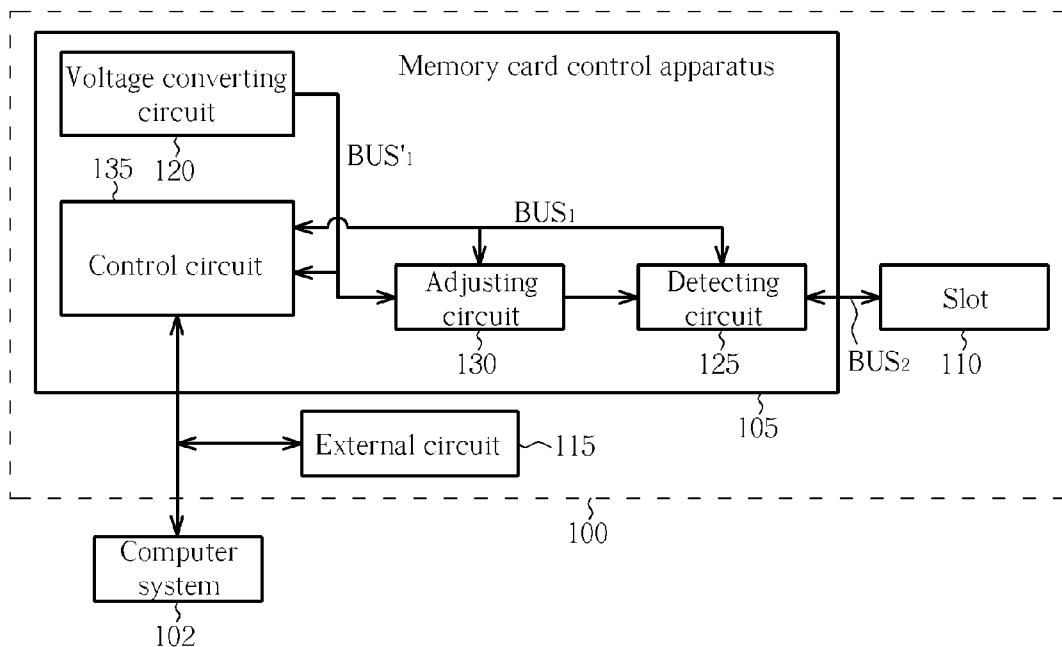 Voltage converting
circuit
120
Memory card control apparatus
BUS'1
135
Control circuit
BUS1
Adjusting
circuit
130
Detecting
circuit
125
BUS2
Slot
110
105
External circuit
115
100
Computer
system
102